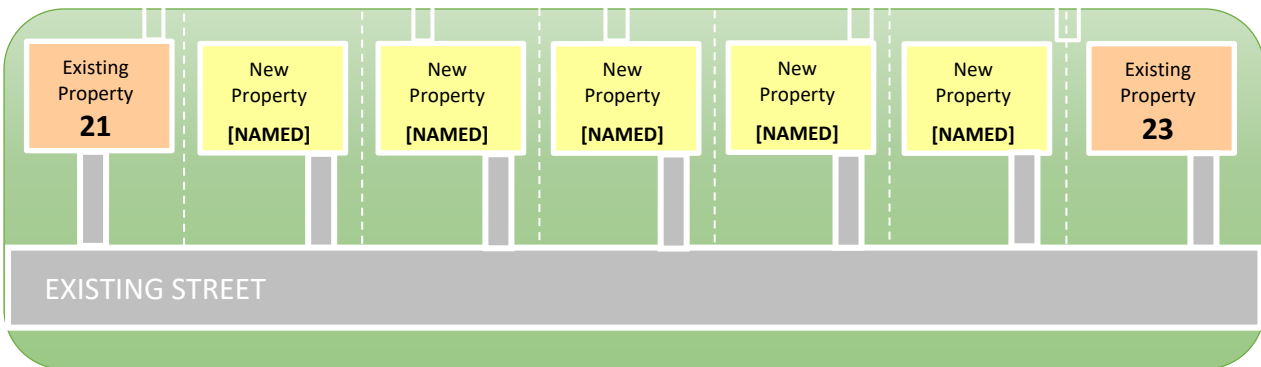 Existing
Property
21
New
Property
[NAMED]
New
Property
[NAMED]
New
Property
[NAMED]
New
Property
[NAMED]
New
Property
[NAMED]
Existing
Property
23
EXISTING STREET